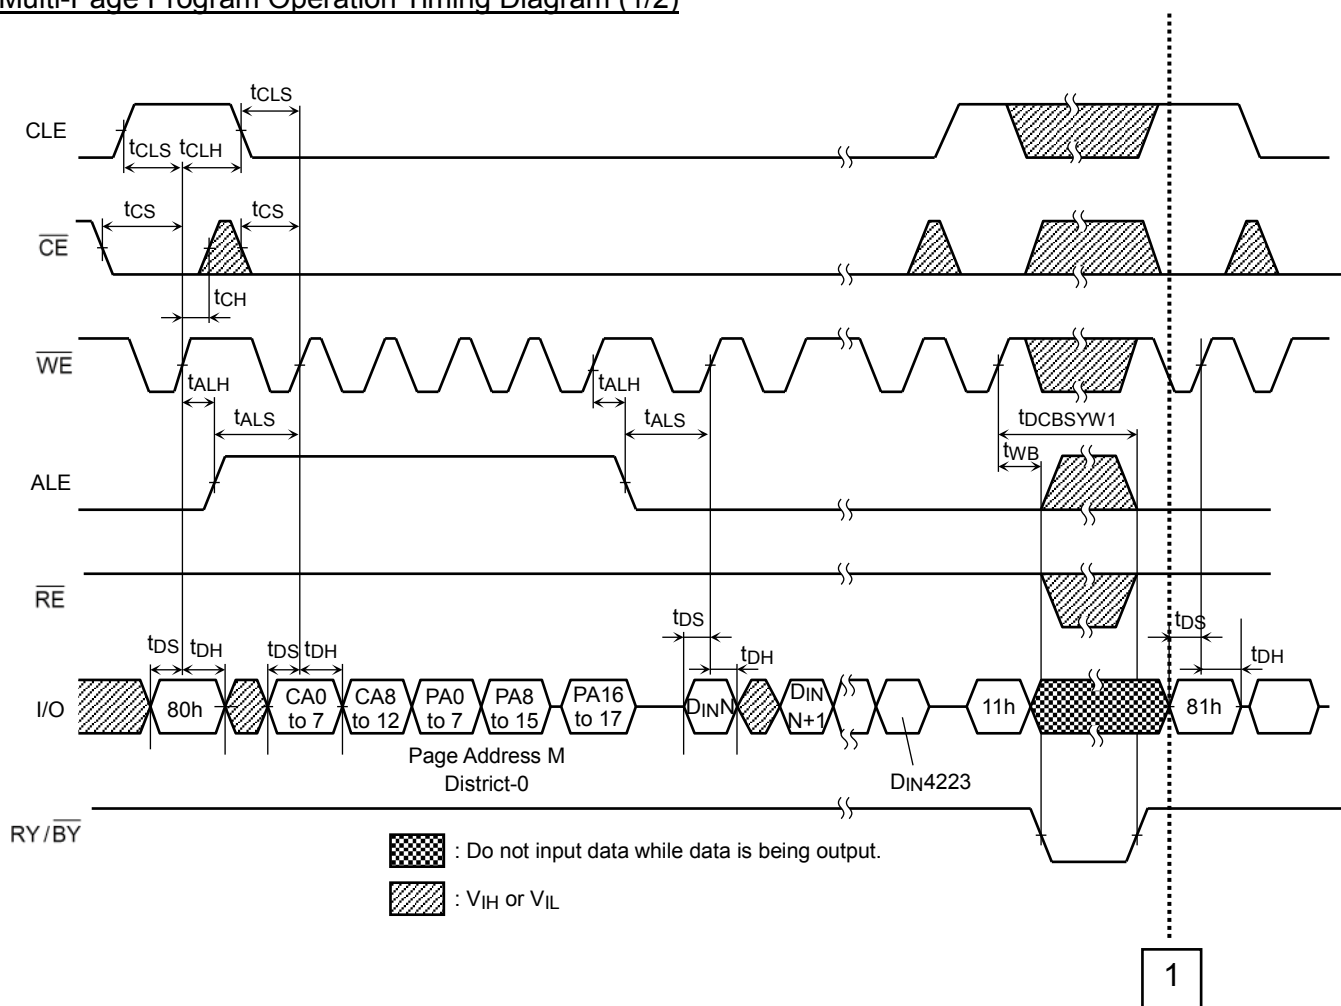 Multi-Page Program Operation Timing Diagram (1/2)
tCLS
CLE
tCLS tCLH
tCS tCS
CE
tCH
WE
tALH tALH
tALS tALS tDCBSYW1
tWB
ALE
RE
tDS tDH tDS tDH tDS tDH tDS tDH
I/O
80h
CA0 to 7
CA8 to 12
PA0 to 7
PA8 to 15
PA16 to 17
DINN
DIN N+1
11h
81h
Page Address M
District-0
DIN4223
RY/BY
: Do not input data while data is being output.
: VIH or VIL
1